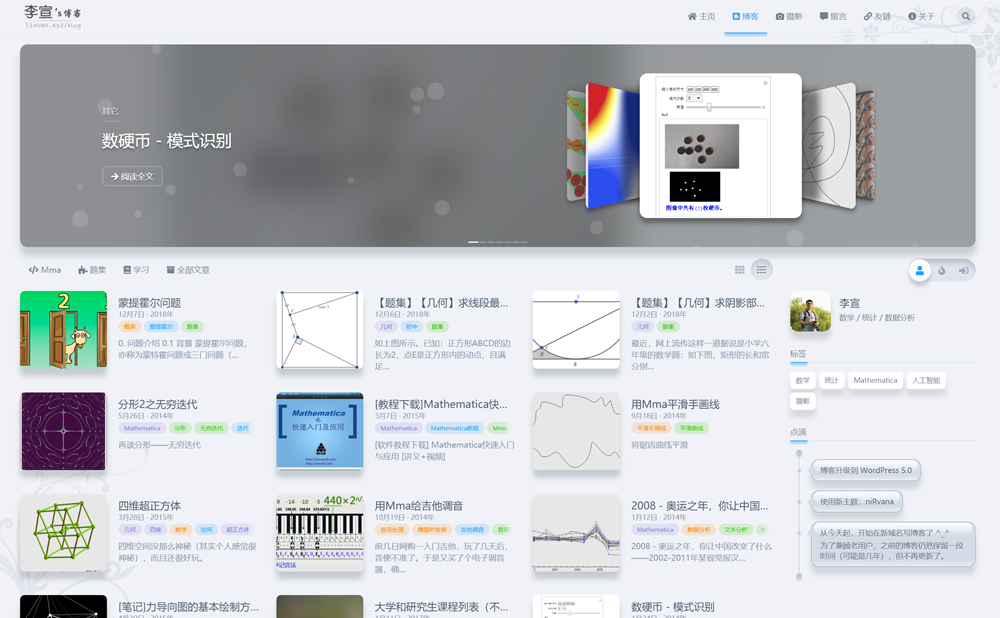 李宣's博客
lixuan.xyz/blog
主页
博客
摄影
留言
友链
关于
其它
数硬币 - 模式识别
阅读全文
图像中共有(7)枚硬币。
Mma
题集
学习
全部文章
蒙提霍尔问题
12月7日 · 2018年
概率
蒙提霍尔
题集
0. 问题介绍 0.1 背景 蒙提霍尔问题,
亦称为蒙特霍问题或三门问题(...
【题集】【几何】求线段最...
12月6日 · 2018年
几何
初中
题集
如上图所示。已知:正方形ABCD的边
长为2,点E是正方形内的动点,且满
足...
【题集】【几何】求阴影部...
12月2日 · 2018年
几何
题集
最近,网上流传这样一道据说是小学六
年级的数学题:如下图,矩形的长和宽
分别...
李宣
数学 / 统计 / 数据分析
标签
数学
统计
Mathematica
人工智能
摄影
分形2之无穷迭代
5月26日 · 2014年
Mathematica
分形
无穷迭代
迭代
再谈分形——无穷迭代
Mathematica
之
快速入门及应用
[教程下载]Mathematica快...
3月7日 · 2015年
Mathematica
Mathematica教程
Mmu
[软件教程下载] Mathematica快速入门
与应用 [讲义+视频]
用Mma平滑手画线
9月18日 · 2014年
平滑手画线
平滑曲线
将锯齿曲线平滑
点滴
博客升级到 WordPress 5.0
使用新主题:niRvana
从今天起,开始在新域名写博客了 ^_^
为了兼顾老用户,之前的博客仍然保留一段
时间(可能是几年),但不再更新了。
四维超正方体
3月28日 · 2015年
几何
四维
数学
空间
超正方体
四维空间没那么神秘(其实个人感觉很
神秘),而且还很好玩。
用Mma给吉他调音
10月19日 · 2014年
信号处理
傅里叶变换
吉他调音
前几日网购一入门吉他,玩了几天后,
音便不准了。于是又买了个电子调音
器,确...
2008 - 奥运之年,你让中国...
1月12日 · 2014年
Mathematica
数据分析
文本分析
2008 - 奥运之年,你让中国改变了什么
——2002-2011年某省党报汉...
[笔记]力导向图的基本绘制方...
大学和研究生课程列表(不...
数硬币 - 模式识别